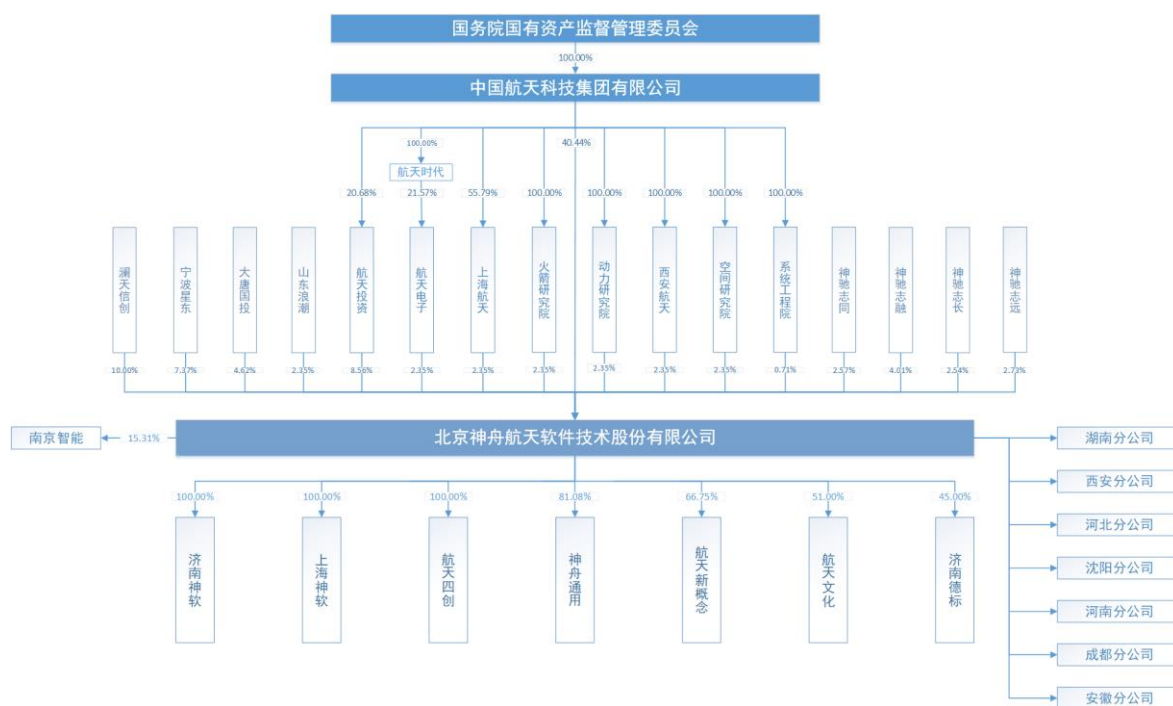 国务院国有资产监督管理委员会
100.00%
中国航天科技集团有限公司
100.00%
40.44%
航天时代
20.68%
21.57%
55.79%
100.00%
100.00%
100.00%
100.00%
100.00%
澜天信创
宁波星东
大唐国投
山东浪潮
航天投资
航天电子
上海航天
火箭研究院
动力研究院
西安航天
空间研究院
系统工程院
神驰志同
神驰志融
神驰志长
神驰志远
10.00%
7.37%
4.62%
2.35%
8.56%
2.35%
2.35%
2.35%
2.35%
2.35%
2.35%
0.71%
2.57%
4.01%
2.54%
2.73%
北京神舟航天软件技术股份有限公司
南京智能
15.31%
湖南分公司
西安分公司
河北分公司
沈阳分公司
河南分公司
成都分公司
安徽分公司
100.00%
100.00%
100.00%
81.08%
66.75%
51.00%
45.00%
济南神软
上海神软
航天四创
神舟通用
航天新概念
航天文化
济南德标